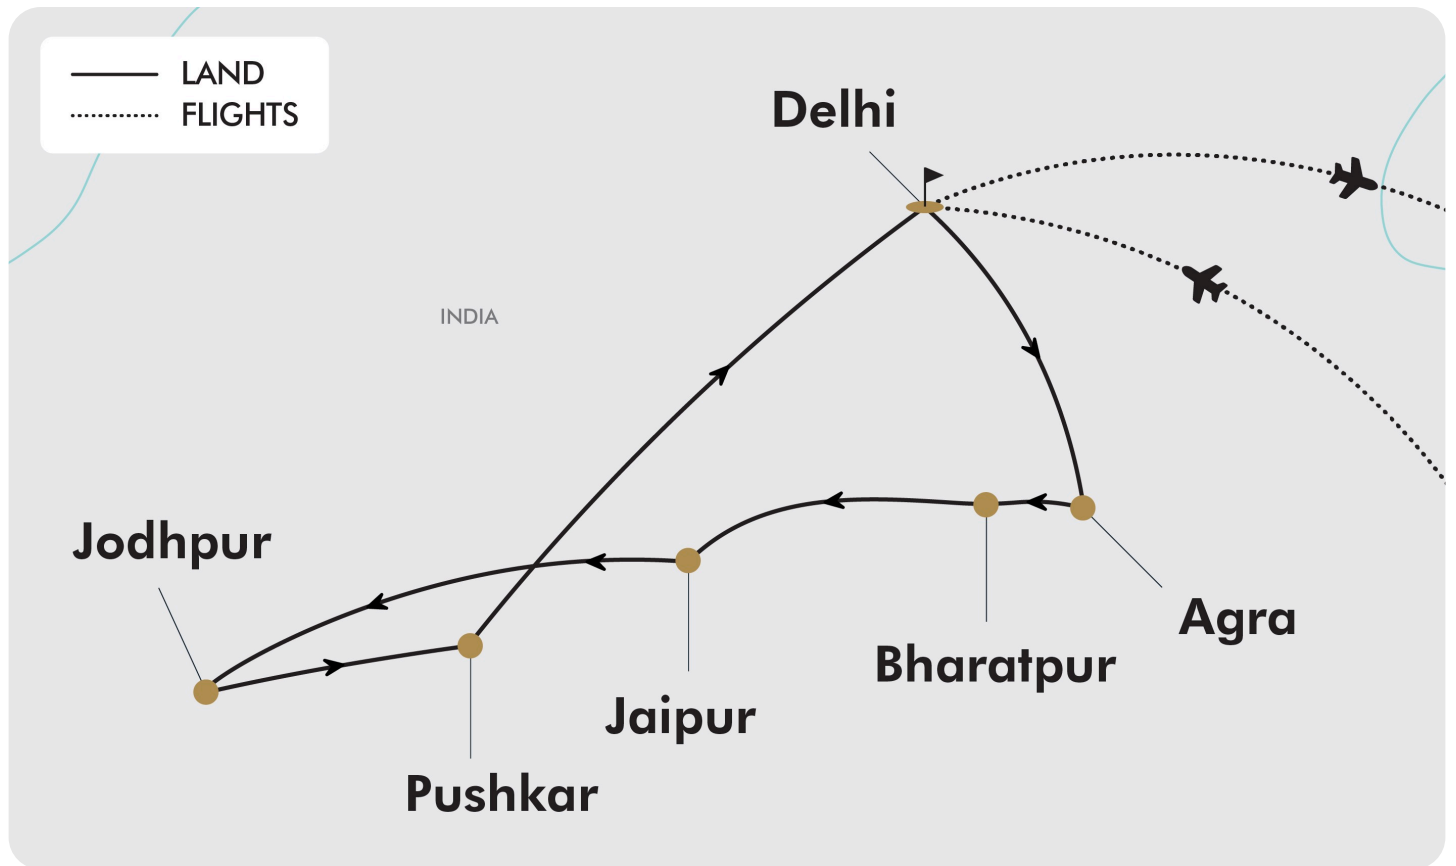 LAND
FLIGHTS
Delhi
INDIA
Jodhpur
Agra
Bharatpur
Jaipur
Pushkar